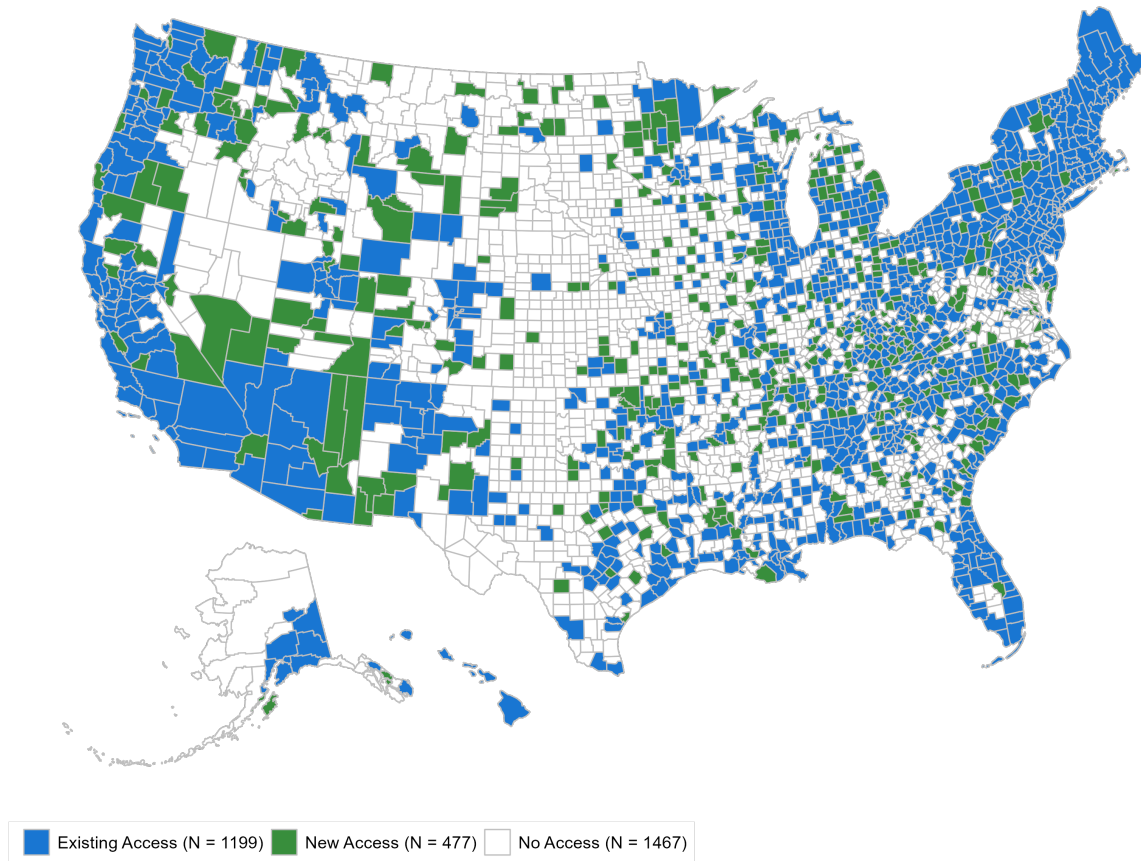 Existing Access (N = 1199) New Access (N = 477) No Access (N = 1467)